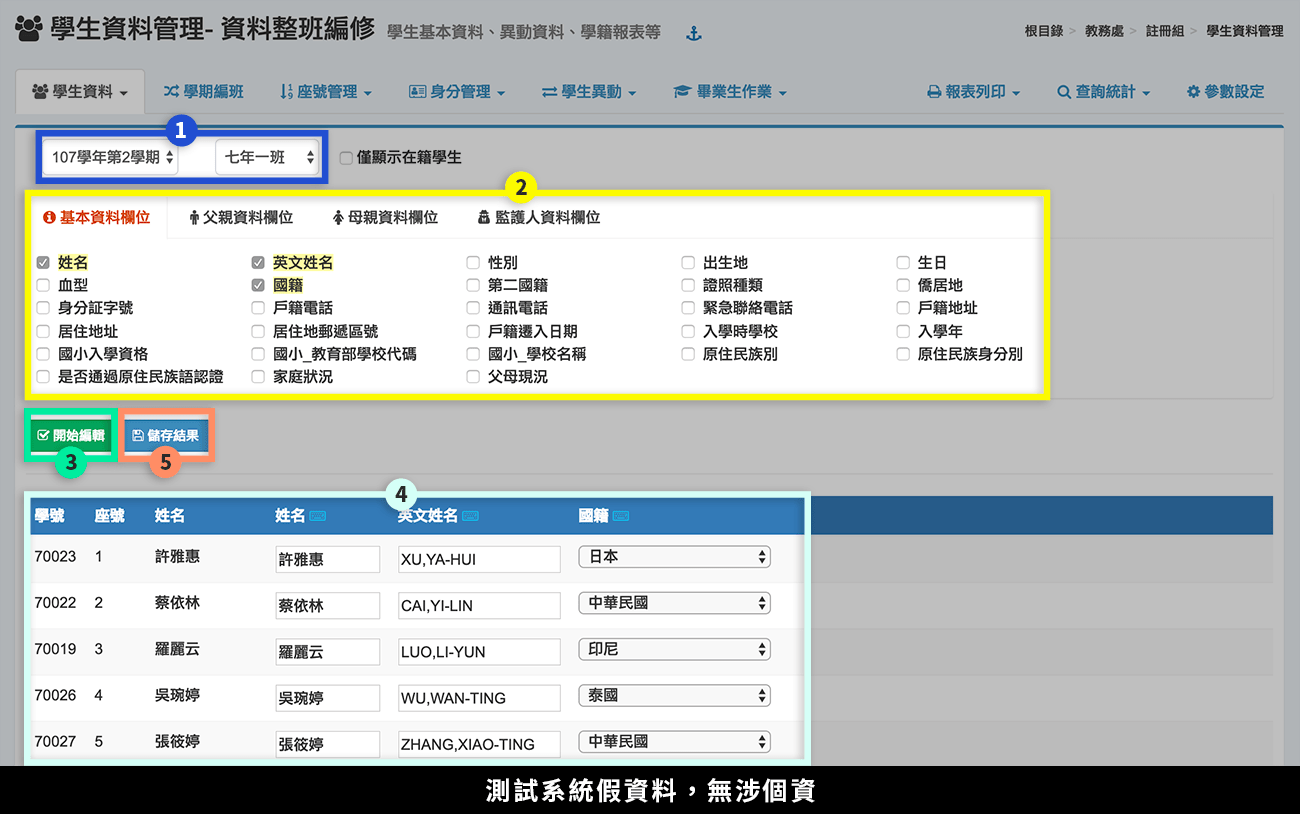 學生資料管理- 資料整班編修 學生基本資料、異動資料、學籍報表等
根目錄 > 教務處 > 註冊組 > 學生資料管理
學生資料 學期編班 座號管理 身分管理 學生異動 畢業生作業 報表列印 查詢統計 參數設定
1
107學年第2學期 七年一班 僅顯示在籍學生
2
基本資料欄位 父親資料欄位 母親資料欄位 監護人資料欄位
姓名 英文姓名 性別 出生地 生日
血型 國籍 第二國籍 證照種類 僑居地
身分証字號 戶籍電話 通訊電話 緊急聯絡電話 戶籍地址
居住地址 居住地郵遞區號 戶籍遷入日期 入學時學校 入學年
國小入學資格 國小_教育部學校代碼 國小_學校名稱 原住民族別 原住民族身分別
是否通過原住民族語認證 家庭狀況 父母現況
開始編輯 儲存結果
3 5
4
學號 座號 姓名 姓名 英文姓名 國籍
70023 1 許雅惠 許雅惠 XU,YA-HUI 日本
70022 2 蔡依林 蔡依林 CAI,YI-LIN 中華民國
70019 3 羅麗云 羅麗云 LUO,LI-YUN 印尼
70026 4 吳琬婷 吳琬婷 WU,WAN-TING 泰國
70027 5 張筱婷 張筱婷 ZHANG,XIAO-TING 中華民國
測試系統假資料，無涉個資